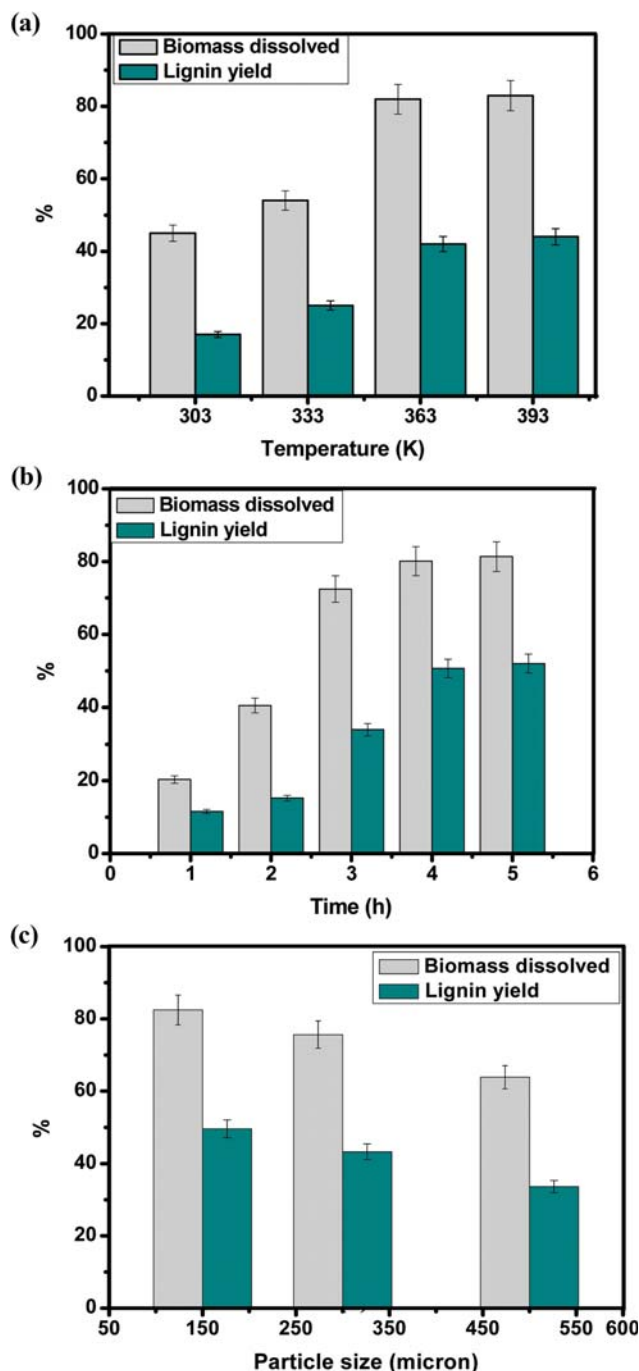 (a)
100
Biomass dissolved
Lignin yield
80
60
40
20
0
%
303 333 363 393
Temperature (K)
(b)
100
Biomass dissolved
Lignin yield
80
60
40
20
0
%
0 1 2 3 4 5 6
Time (h)
(c)
100
Biomass dissolved
Lignin yield
80
60
40
20
0
%
50 150 250 350 450 550 600
Particle size (micron)